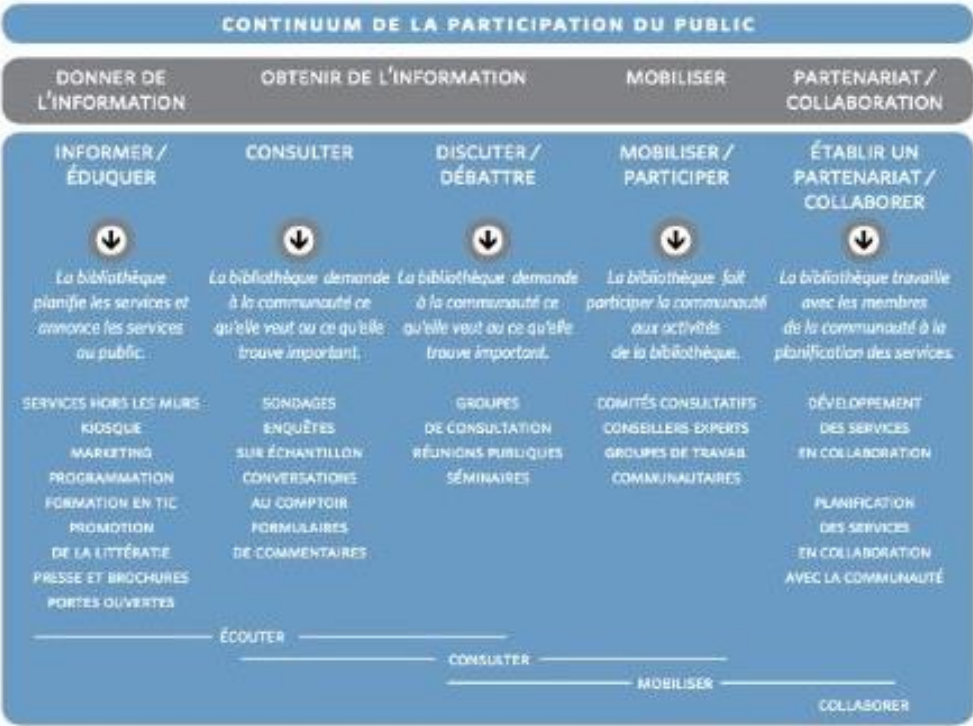 CONTINUUM DE LA PARTICIPATION DU PUBLIC
DONNER DE
L'INFORMATION
OBTENIR DE L'INFORMATION
MOBILISER
PARTENARIAT /
COLLABORATION
INFORMER /
ÉDUQUER
La bibliothèque
planifie les services et
annonce les services
au public.
SERVICES HORS LES MURS
KIOSQUE
MARKETING
PROGRAMMATION
FORMATION EN TIC
PROMOTION
DE LA LITTÉRATIE
PRESSE ET BROCHURES
PORTES OUVERTES
CONSULTER
La bibliothèque demande
à la communauté ce
qu'elle veut ou ce qu'elle
trouve important.
SONDAGES
ENQUÊTES
SUR ÉCHANTILLON
CONVERSATIONS
AU COMPTOIR
FORMULAIRES
DE COMMENTAIRES
DISCUTER /
DÉBATTRE
La bibliothèque demande
à la communauté ce
qu'elle veut ou ce qu'elle
trouve important.
GROUPES
DE CONSULTATION
RÉUNIONS PUBLIQUES
SÉMINAIRES
MOBILISER /
PARTICIPER
La bibliothèque fait
participer la communauté
aux activités
de la bibliothèque.
COMITÉS CONSULTATIFS
CONSEILLERS EXPERTS
GROUPES DE TRAVAIL
COMMUNAUTAIRES
ÉTABLIR UN
PARTENARIAT /
COLLABORER
La bibliothèque travaille
avec les membres
de la communauté à la
planification des services.
DÉVELOPPEMENT
DES SERVICES
EN COLLABORATION
PLANIFICATION
DES SERVICES
EN COLLABORATION
AVEC LA COMMUNAUTÉ
ÉCOUTER
CONSULTER
MOBILISER
COLLABORER